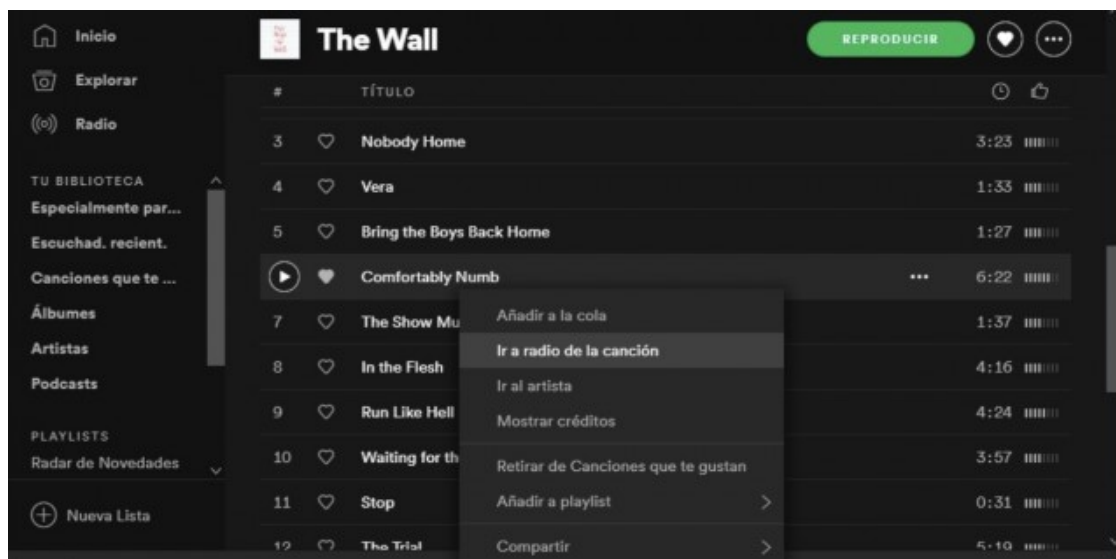 Inicio
The Wall
REPRODUCIR
Explorar
# TÍTULO
Radio
3 Nobody Home 3:23
TU BIBLIOTECA
4 Vera 1:33
Especialmente par...
5 Bring the Boys Back Home 1:27
Escuchad. recient.
Canciones que te ...
Comfortably Numb ••• 6:22
Álbumes
7 The Show Mu 1:37
Artistas
8 In the Flesh 4:16
Podcasts
9 Run Like Hell 4:24
PLAYLISTS
Radar de Novedades
10 Waiting for th 3:57
Nueva Lista
11 Stop 0:31
12 The Trial 5:19
Añadir a la cola
Ir a radio de la canción
Ir al artista
Mostrar créditos
Retirar de Canciones que te gustan
Añadir a playlist
Compartir